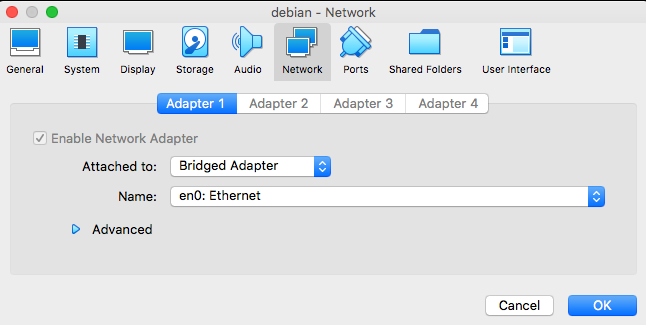 debian - Network
General System Display Storage Audio Network Ports Shared Folders User Interface
Adapter 1 Adapter 2 Adapter 3 Adapter 4
Enable Network Adapter
Attached to: Bridged Adapter
Name: en0: Ethernet
Advanced
Cancel OK